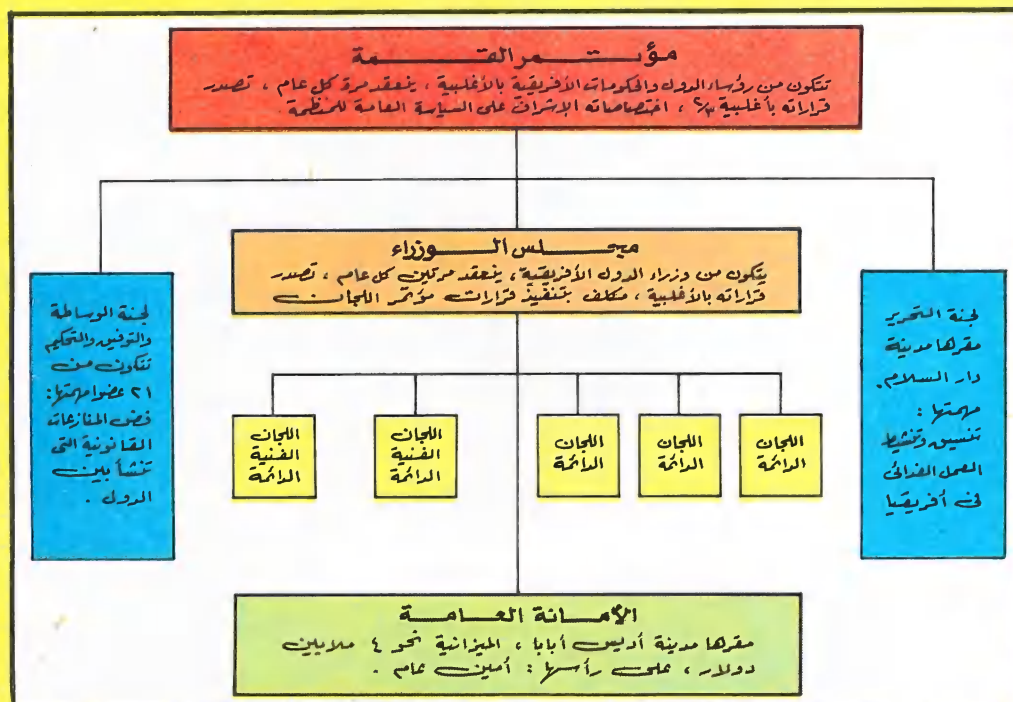 مؤتمر القمة
تتكون من رؤساء الدول والحكومات الأفريقية بالأغلبية ، ينعقد مرة كل عام ، تصدر
قراراته بأغلبية ٢/٣ ، اختصاصاته الإشراف على السياسة العامة للمنظمة .
مجلس الوزراء
يتكون من وزراء الدول الأفريقية ، ينعقد مرتين كل عام ، تصدر
قراراته بالأغلبية ، مكلف بتنفيذ قرارات مؤتمر اللجان
لجنة التحرير
مقرها مدينة
دار السلام .
مهمتها :
تنسيق وتنشيط
العمل الفدائى
فى أفريقيا
لجنة الوساطة
والتوفيق والتحكيم
تتكون من
٢١ عضوا مهمتها :
فض المنازعات
القانونية التى
تنشأ بين
الدول .
اللجان
الدائمة
اللجان
الدائمة
اللجان
الدائمة
اللجان
الفنية
الدائمة
اللجان
الفنية
الدائمة
الأمانة العامة
مقرها مدينة أديس أبابا ، الميزانية نحو ٤ ملايين
دولار ، على رأسها : أمين عام .